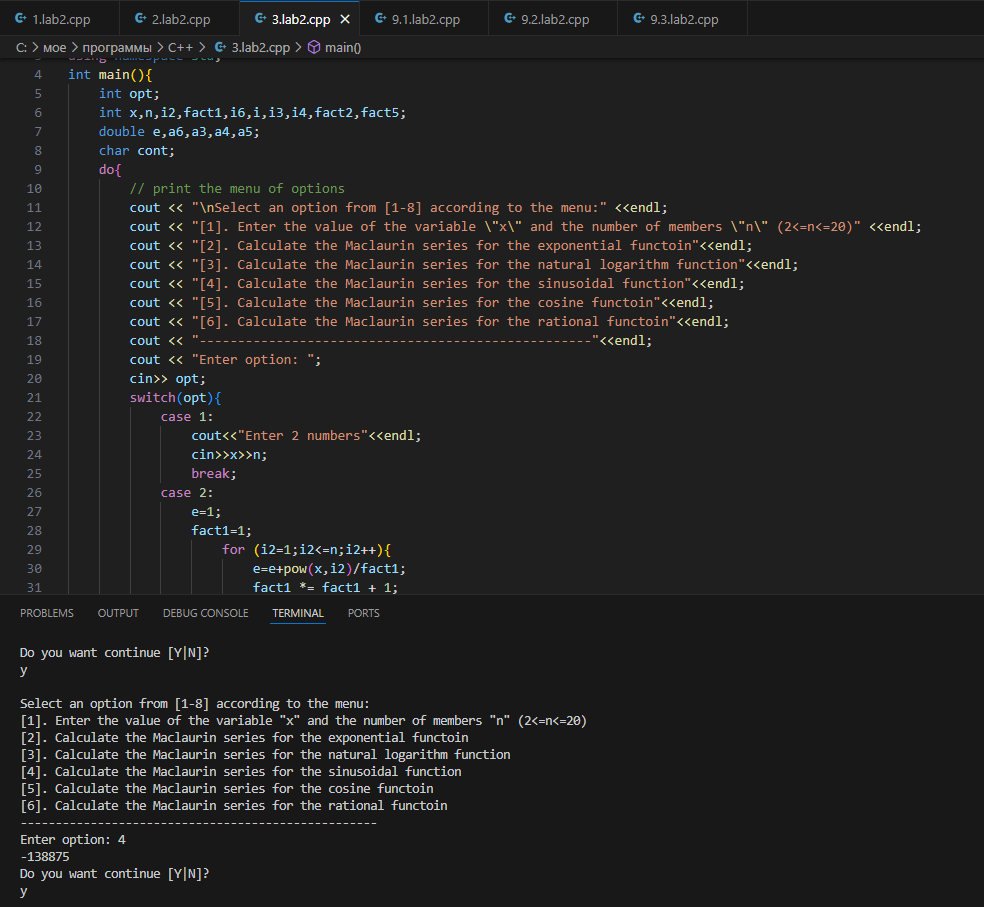 1.lab2.cpp 2.lab2.cpp 3.lab2.cpp 9.1.lab2.cpp 9.2.lab2.cpp 9.3.lab2.cpp
C: > мое > программы > C++ > 3.lab2.cpp > main()
3 using namespace std;
4 int main(){
5 int opt;
6 int x,n,i2,fact1,i6,i,i3,i4,fact2,fact5;
7 double e,a6,a3,a4,a5;
8 char cont;
9 do{
10 // print the menu of options
11 cout << "\nSelect an option from [1-8] according to the menu:" <<endl;
12 cout << "[1]. Enter the value of the variable \"x\" and the number of members \"n\" (2<=n<=20)" <<endl;
13 cout << "[2]. Calculate the Maclaurin series for the exponential functoin"<<endl;
14 cout << "[3]. Calculate the Maclaurin series for the natural logarithm function"<<endl;
15 cout << "[4]. Calculate the Maclaurin series for the sinusoidal function"<<endl;
16 cout << "[5]. Calculate the Maclaurin series for the cosine functoin"<<endl;
17 cout << "[6]. Calculate the Maclaurin series for the rational functoin"<<endl;
18 cout << "---------------------------------------------------"<<endl;
19 cout << "Enter option: ";
20 cin>> opt;
21 switch(opt){
22 case 1:
23 cout<<"Enter 2 numbers"<<endl;
24 cin>>x>>n;
25 break;
26 case 2:
27 e=1;
28 fact1=1;
29 for (i2=1;i2<=n;i2++){
30 e=e+pow(x,i2)/fact1;
31 fact1 *= fact1 + 1;
PROBLEMS OUTPUT DEBUG CONSOLE TERMINAL PORTS
Do you want continue [Y|N]?
y
Select an option from [1-8] according to the menu:
[1]. Enter the value of the variable "x" and the number of members "n" (2<=n<=20)
[2]. Calculate the Maclaurin series for the exponential functoin
[3]. Calculate the Maclaurin series for the natural logarithm function
[4]. Calculate the Maclaurin series for the sinusoidal function
[5]. Calculate the Maclaurin series for the cosine functoin
[6]. Calculate the Maclaurin series for the rational functoin
---------------------------------------------------
Enter option: 4
-138875
Do you want continue [Y|N]?
y